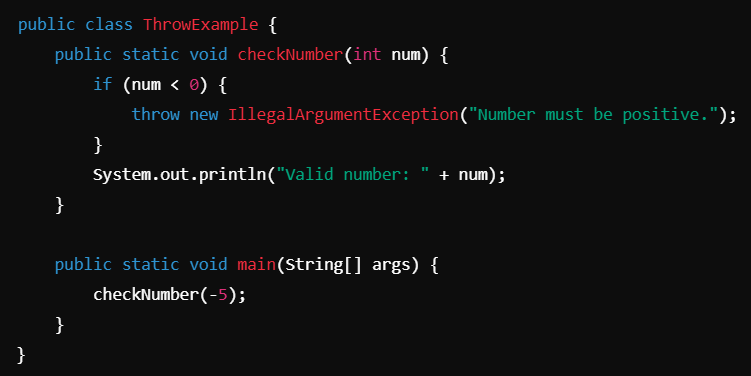 public class ThrowExample {
    public static void checkNumber(int num) {
        if (num < 0) {
            throw new IllegalArgumentException("Number must be positive.");
        }
        System.out.println("Valid number: " + num);
    }

    public static void main(String[] args) {
        checkNumber(-5);
    }
}